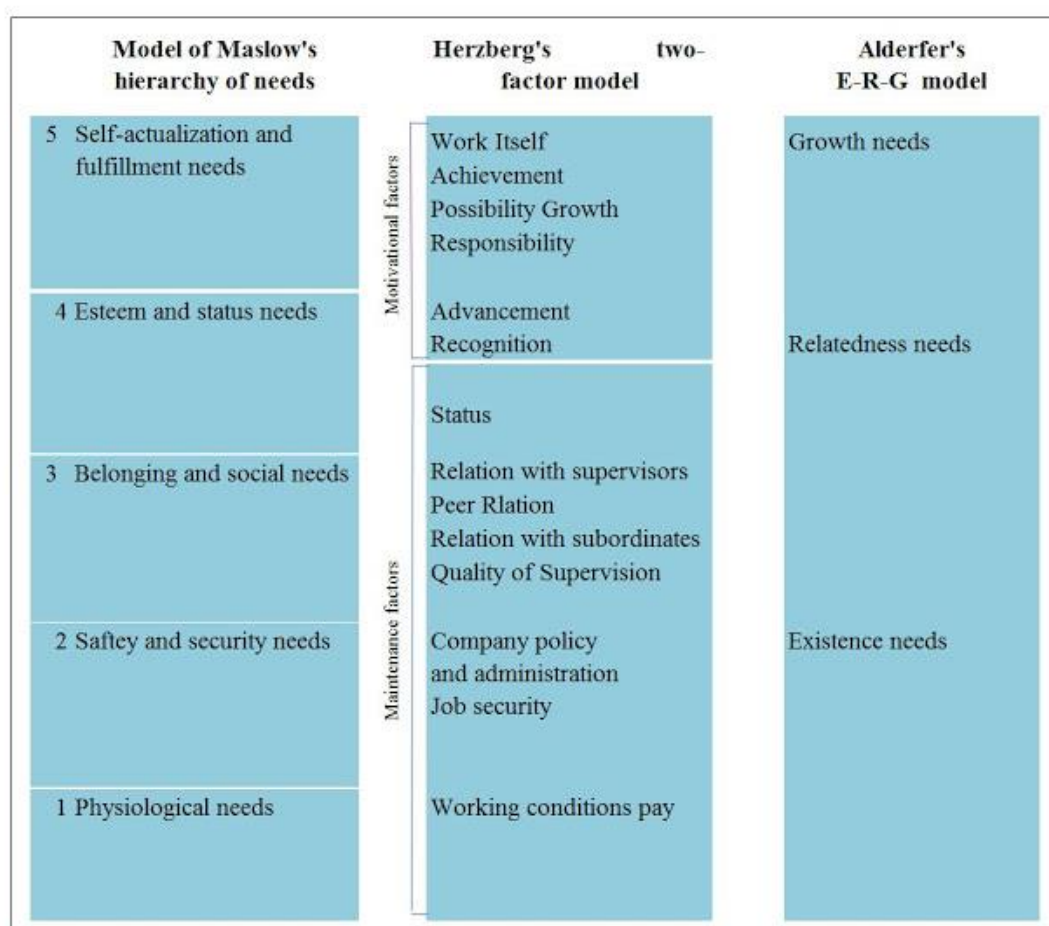 Model of Maslow's
hierarchy of needs
5 Self-actualization and
fulfillment needs
4 Esteem and status needs
3 Belonging and social needs
2 Saftey and security needs
1 Physiological needs
Herzberg's two-
factor model
Motivational factors
Work Itself
Achievement
Possibility Growth
Responsibility
Advancement
Recognition
Maintenance factors
Status
Relation with supervisors
Peer Rlation
Relation with subordinates
Quality of Supervision
Company policy
and administration
Job security
Working conditions pay
Alderfer's
E-R-G model
Growth needs
Relatedness needs
Existence needs